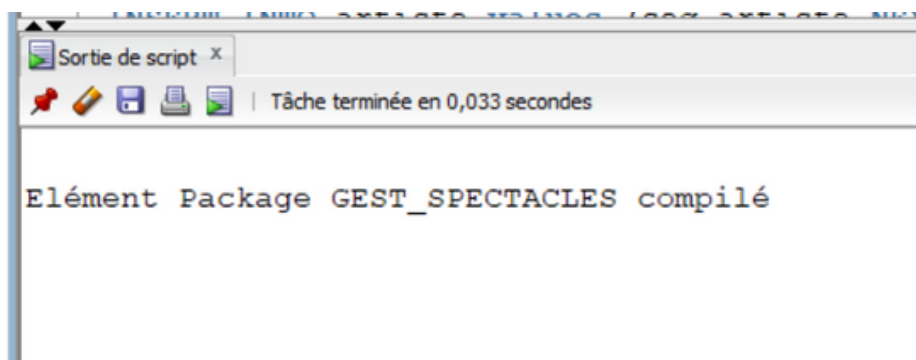 Sortie de script x
Tâche terminée en 0,033 secondes
Elément Package GEST_SPECTACLES compilé